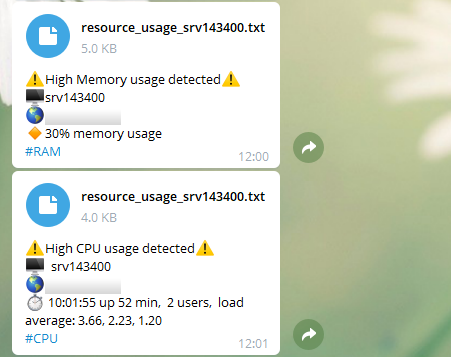 resource_usage_srv143400.txt
5.0 KB
⚠️High Memory usage detected⚠️
🖥️srv143400
🌎
🔸30% memory usage
#RAM
12:00
resource_usage_srv143400.txt
4.0 KB
⚠️High CPU usage detected⚠️
🖥️ srv143400
🌎
⏱ 10:01:55 up 52 min, 2 users, load
average: 3.66, 2.23, 1.20
#CPU
12:01